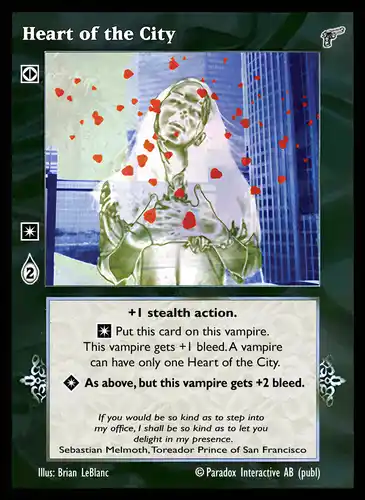 Heart of the City
2
+1 stealth action.
Put this card on this vampire.
This vampire gets +1 bleed. A vampire
can have only one Heart of the City.
As above, but this vampire gets +2 bleed.
If you would be so kind as to step into
my office, I shall be so kind as to let you
delight in my presence.
Sebastian Melmoth, Toreador Prince of San Francisco
Illus: Brian LeBlanc
© Paradox Interactive AB (publ)